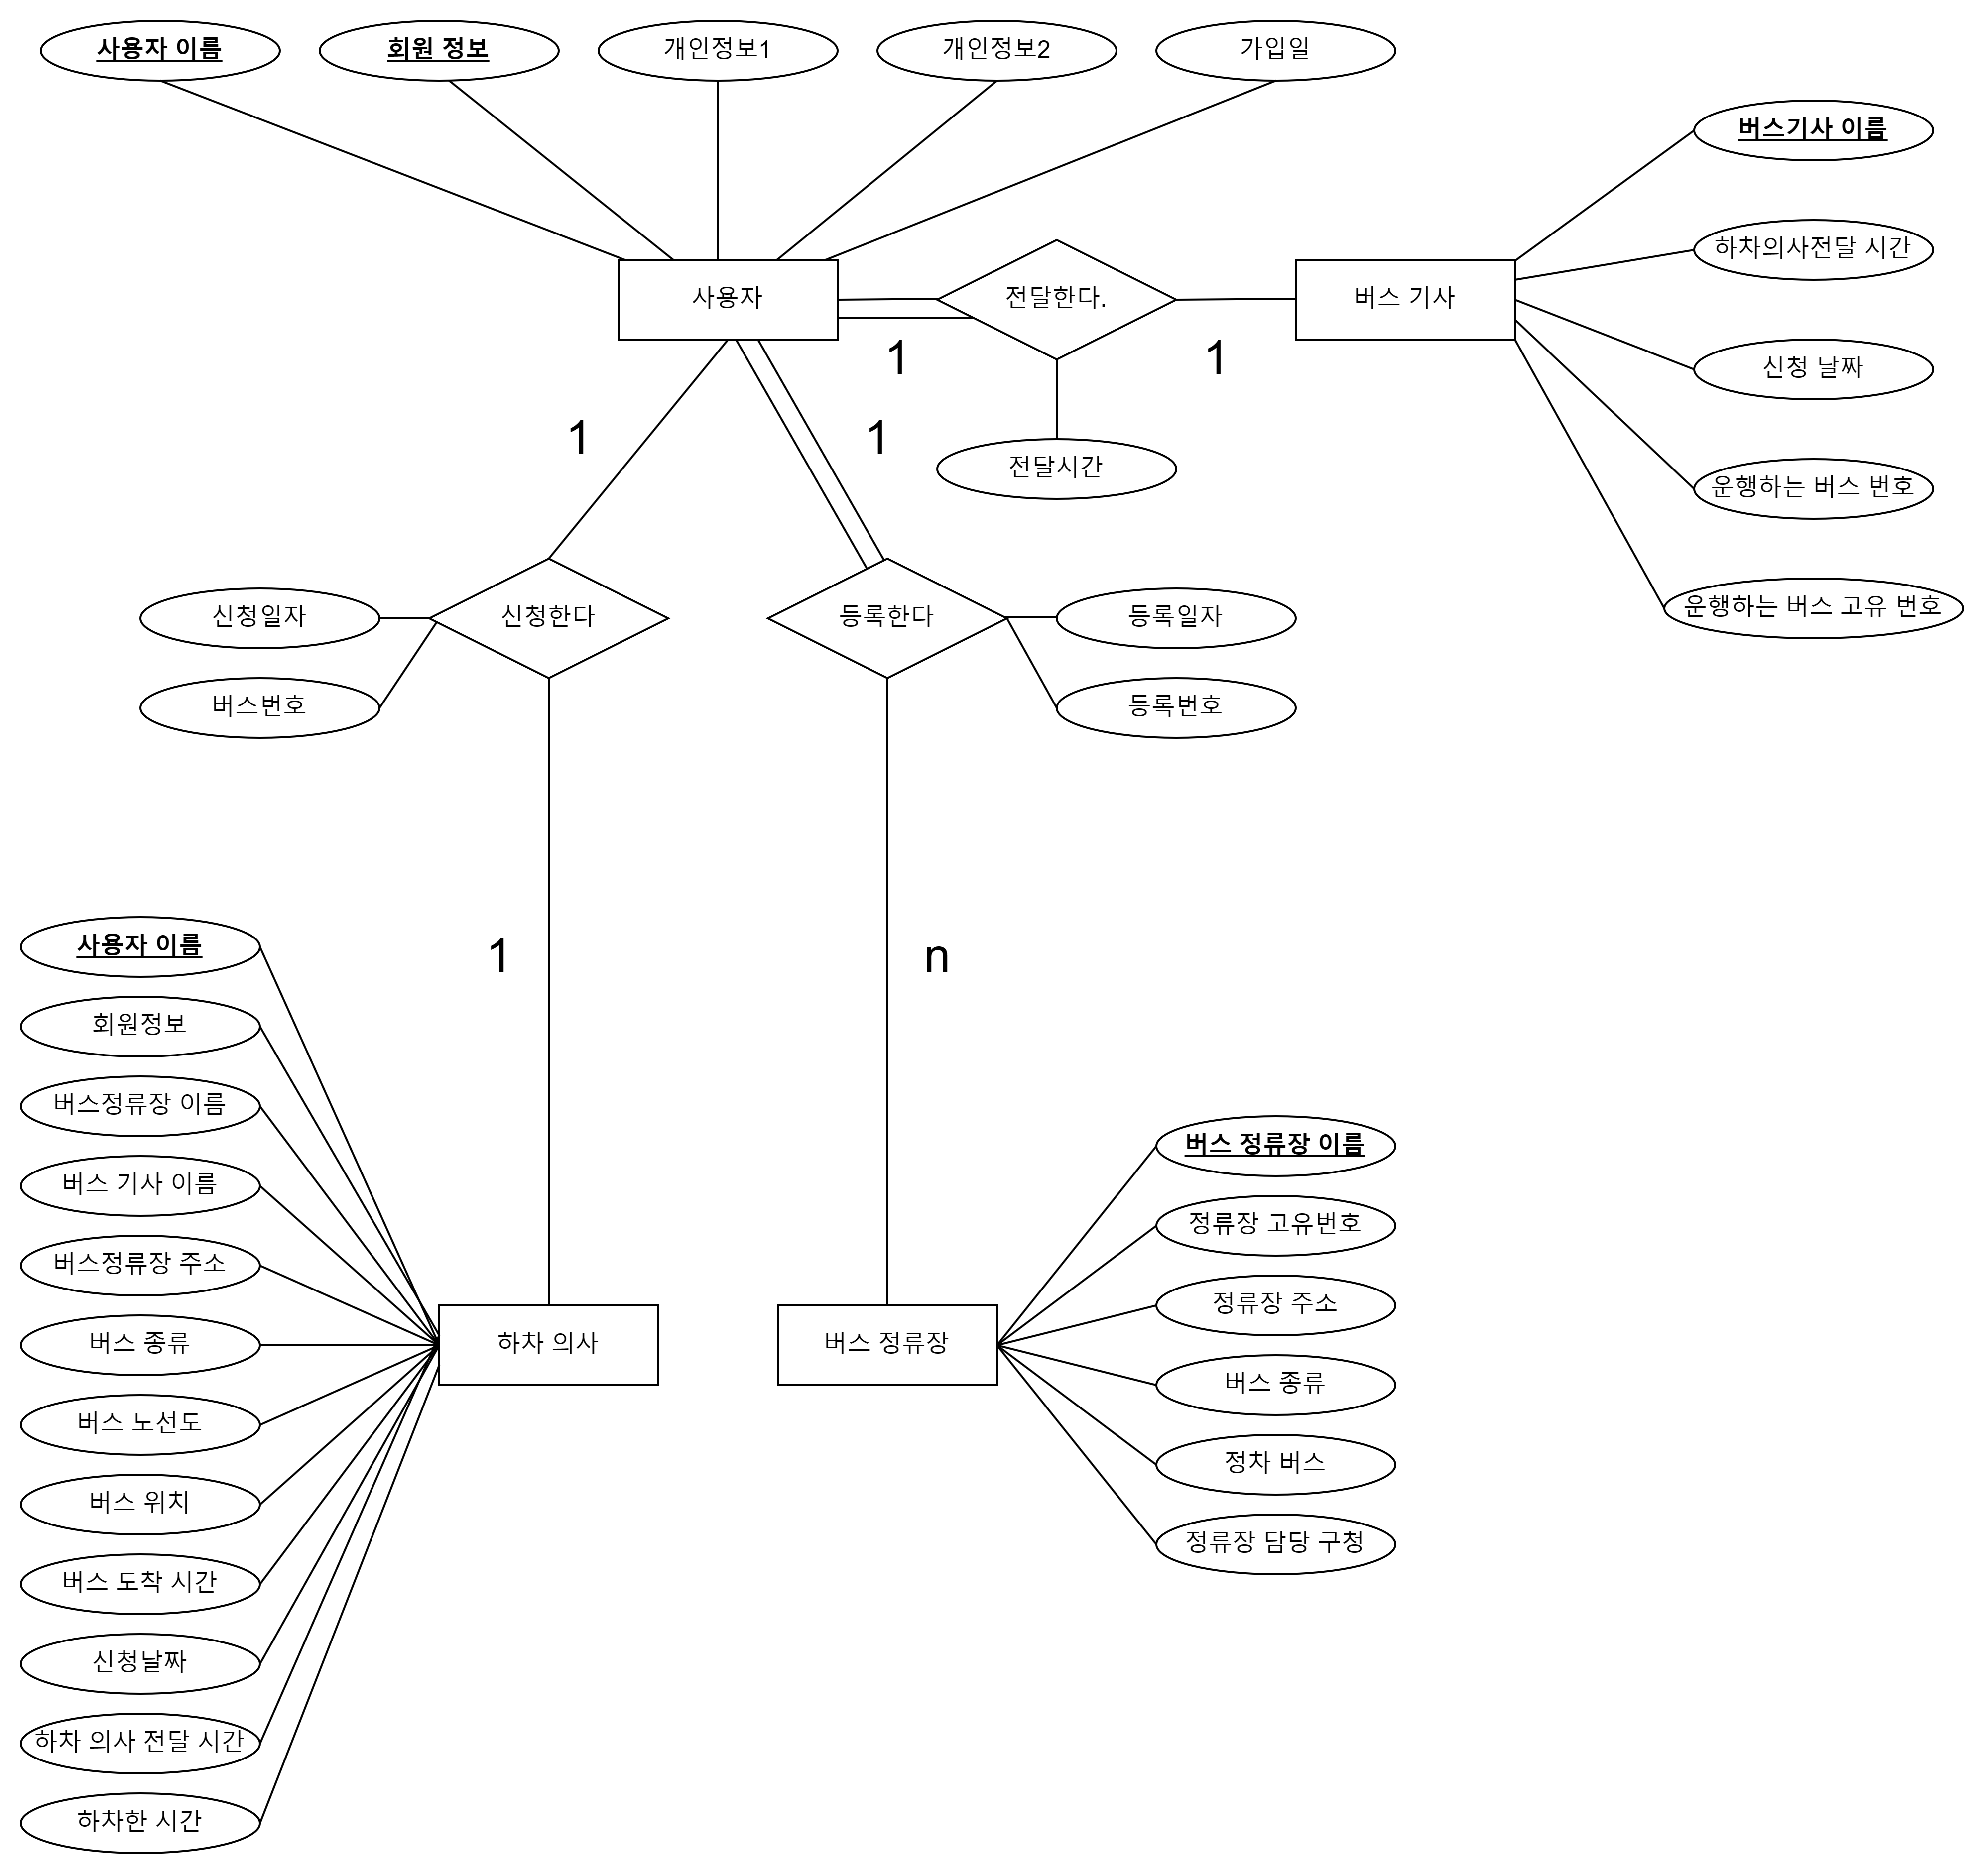 사용자 이름
회원 정보
개인정보1
개인정보2
가입일
버스기사 이름
하차의사전달 시간
신청 날짜
운행하는 버스 번호
운행하는 버스 고유 번호
사용자
전달한다.
버스 기사
1
1
전달시간
1
1
신청일자
버스번호
신청한다
등록한다
등록일자
등록번호
1
n
사용자 이름
회원정보
버스정류장 이름
버스 기사 이름
버스정류장 주소
버스 종류
버스 노선도
버스 위치
버스 도착 시간
신청날짜
하차 의사 전달 시간
하차한 시간
하차 의사
버스 정류장
버스 정류장 이름
정류장 고유번호
정류장 주소
버스 종류
정차 버스
정류장 담당 구청